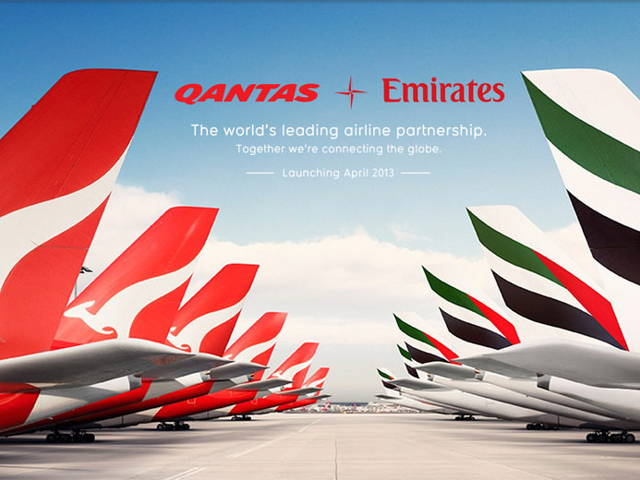 QANTAS Emirates
The world's leading airline partnership.
Together we're connecting the globe.
Launching April 2013